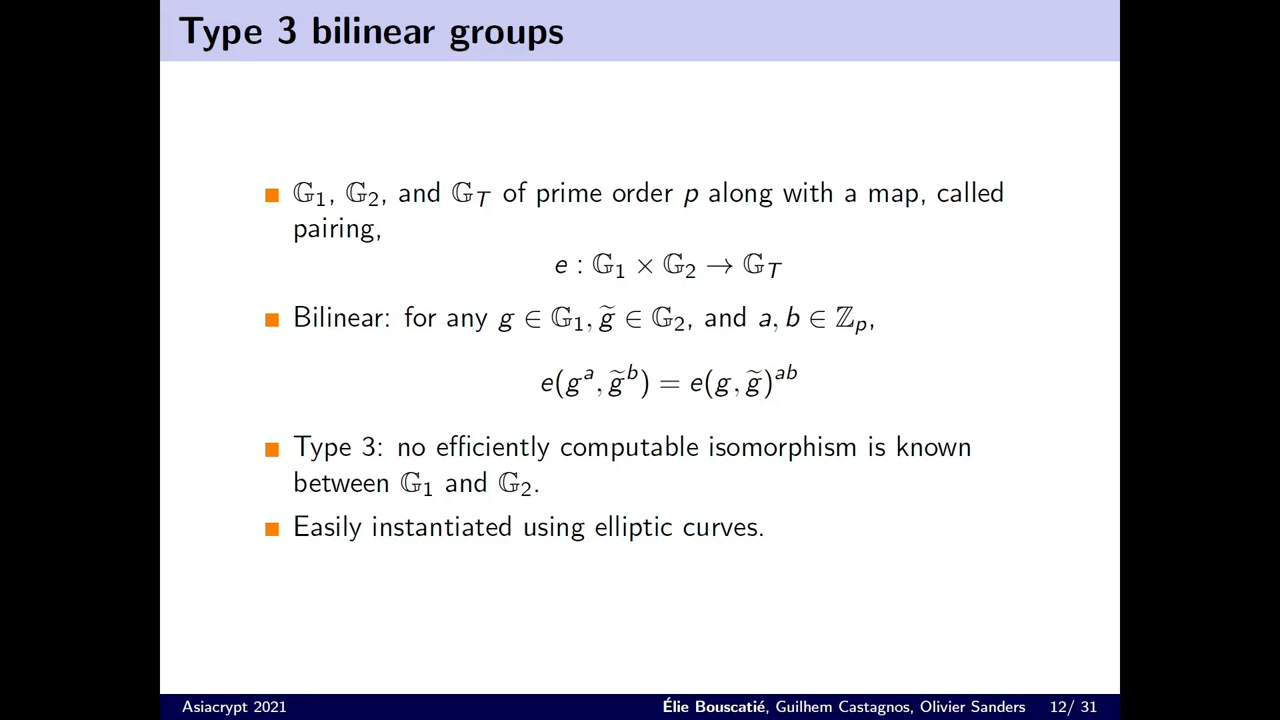 Type 3 bilinear groups
𝔾₁, 𝔾₂, and 𝔾_T of prime order p along with a map, called
pairing,
e : 𝔾₁ × 𝔾₂ → 𝔾_T
Bilinear: for any g ∈ 𝔾₁, g̃ ∈ 𝔾₂, and a, b ∈ ℤₚ,
e(gᵃ, g̃ᵇ) = e(g, g̃)ᵃᵇ
Type 3: no efficiently computable isomorphism is known
between 𝔾₁ and 𝔾₂.
Easily instantiated using elliptic curves.
Asiacrypt 2021 Élie Bouscatié, Guilhem Castagnos, Olivier Sanders 12/ 31